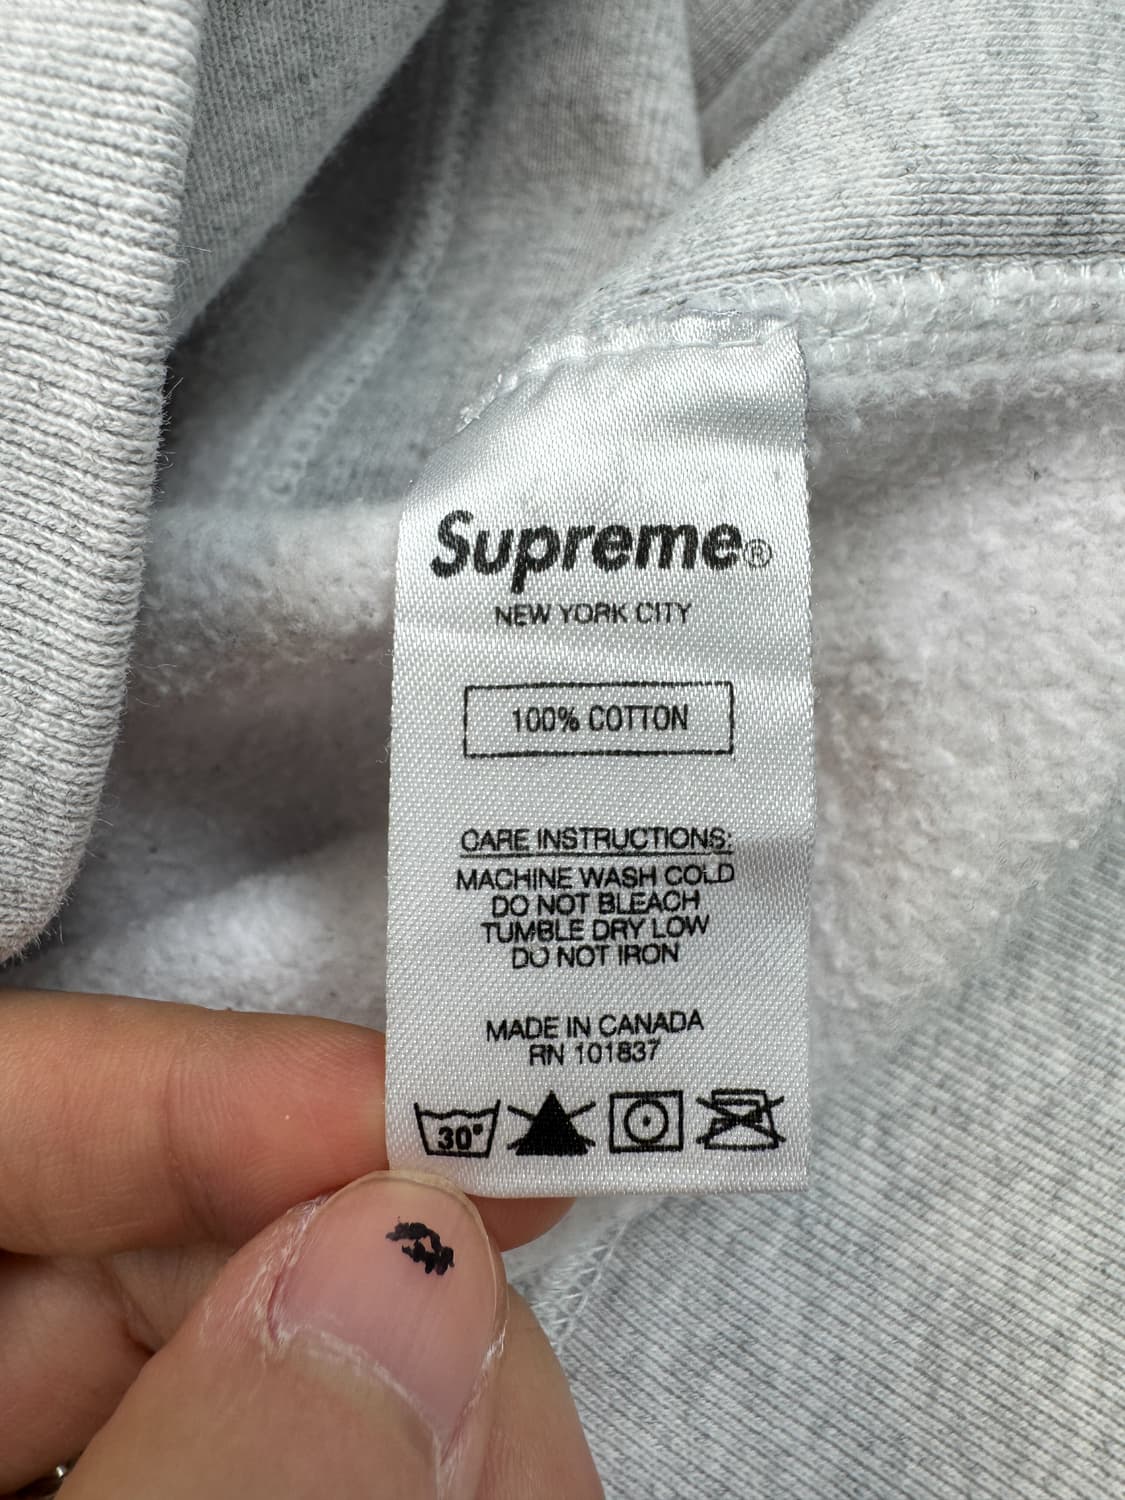 Supreme®
NEW YORK CITY
100% COTTON
CARE INSTRUCTIONS:
MACHINE WASH COLD
DO NOT BLEACH
TUMBLE DRY LOW
DO NOT IRON
MADE IN CANADA
RN 101837
30°